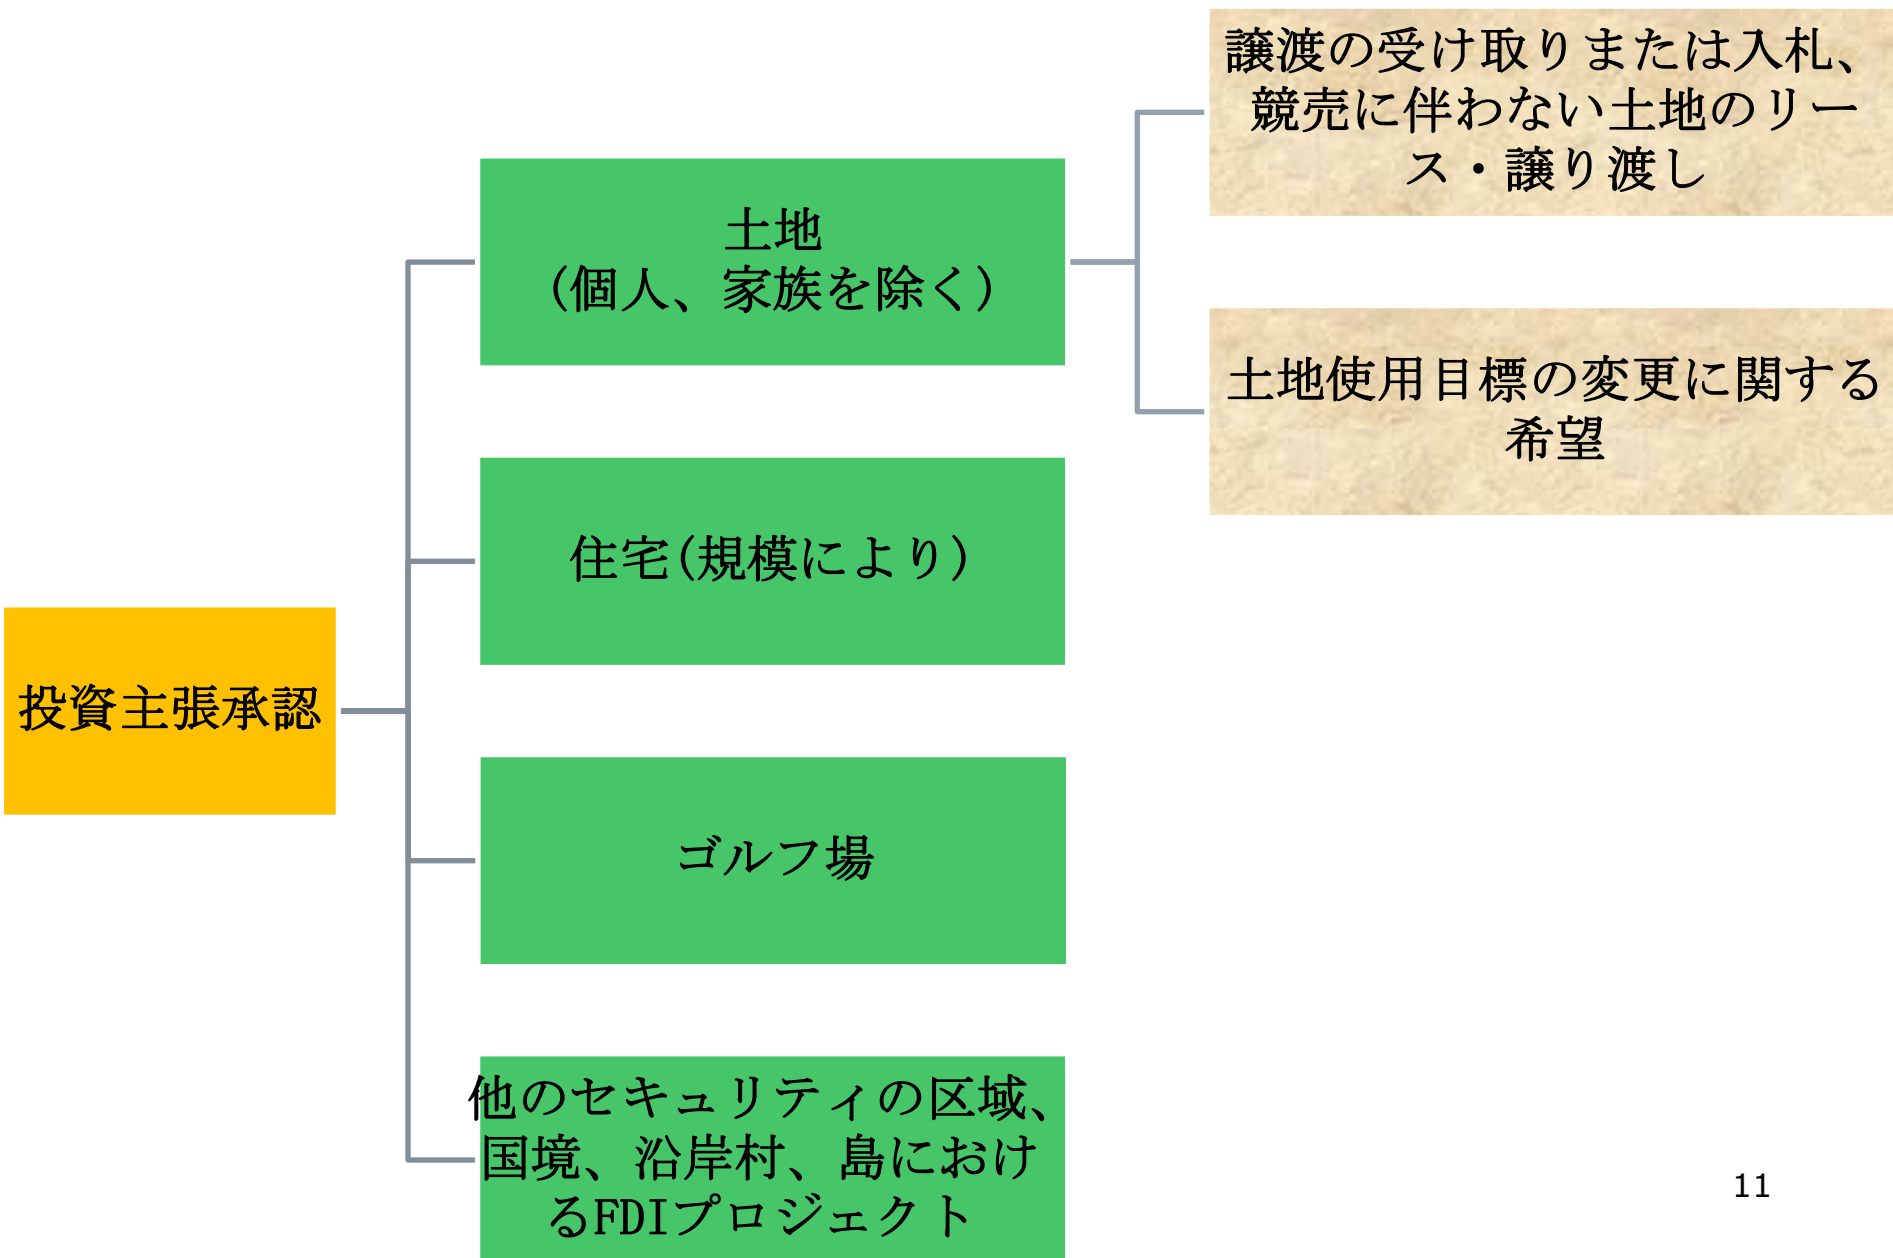 投資主張承認
土地
(個人、家族を除く)
譲渡の受け取りまたは入札、
競売に伴わない土地のリー
ス・譲り渡し
土地使用目標の変更に関する
希望
住宅(規模により)
ゴルフ場
他のセキュリティの区域、
国境、沿岸村、島におけ
るFDIプロジェクト
11